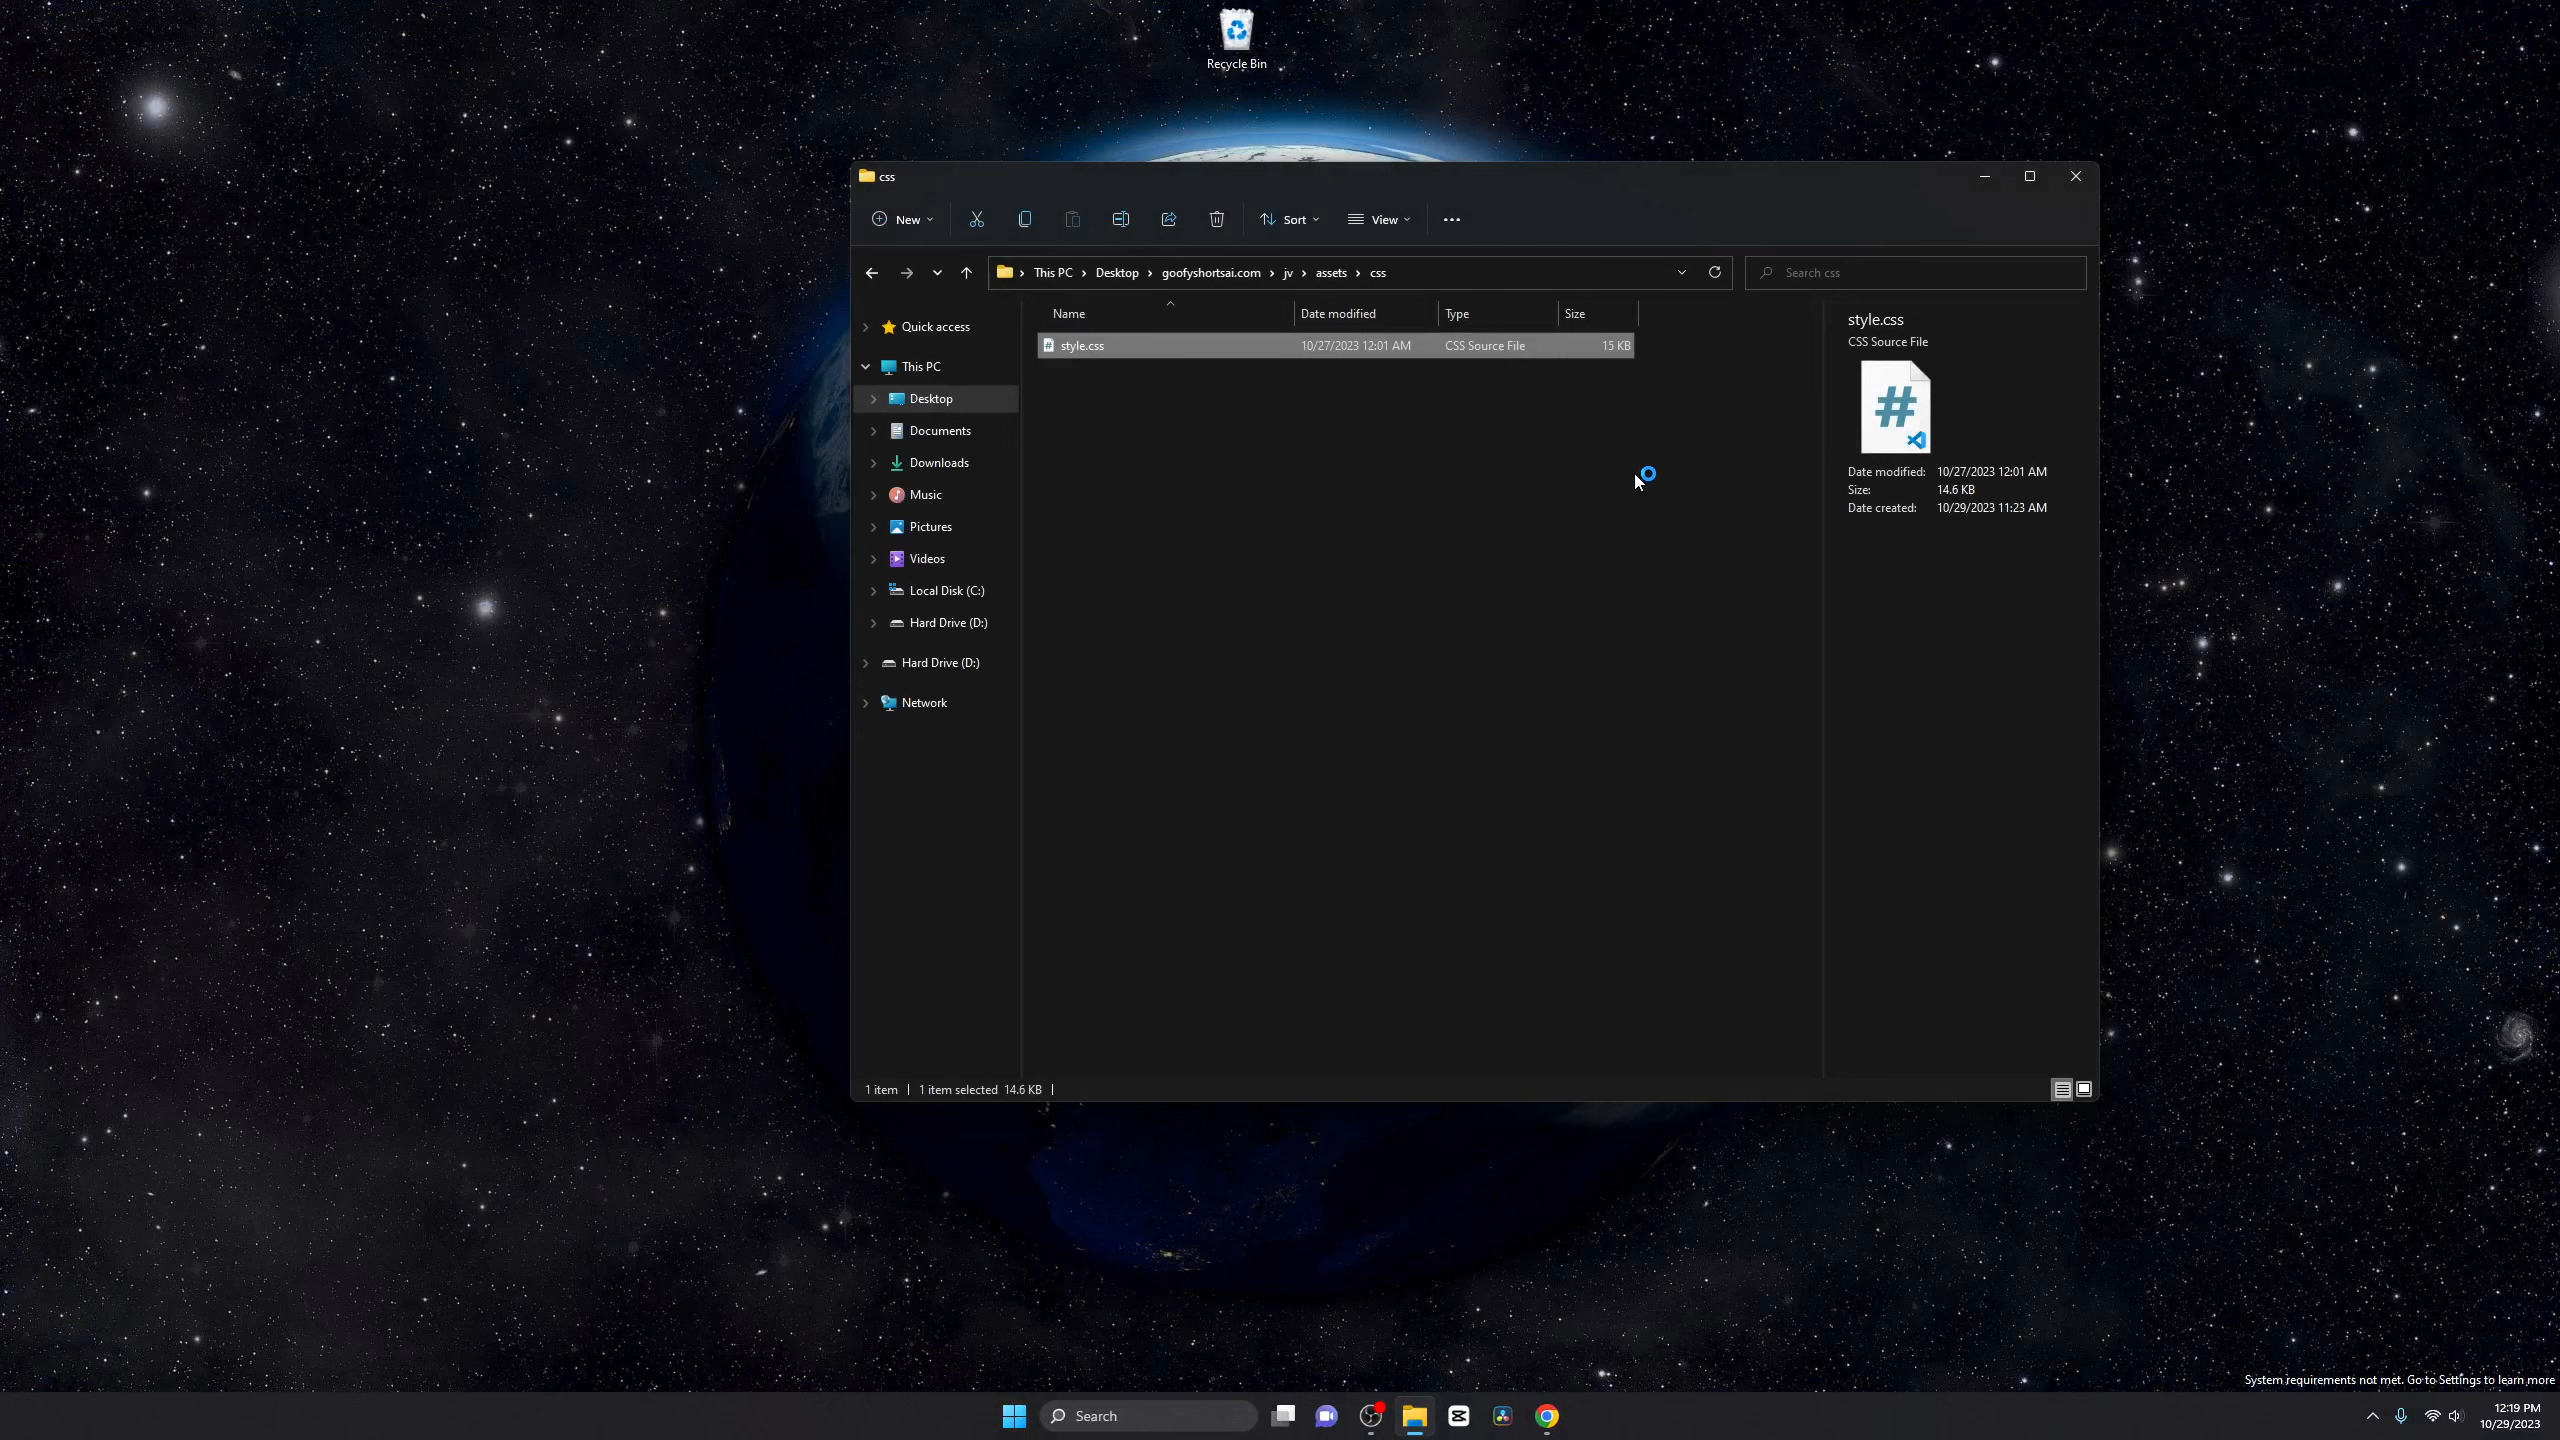 Recycle Bin
css
New
Sort
View
This PC
Desktop
goofyshortsai.com
jv
assets
css
Search css
Name
Date modified
Type
Size
style.css
10/27/2023 12:01 AM
CSS Source File
15 KB
Quick access
This PC
Desktop
Documents
Downloads
Music
Pictures
Videos
Local Disk (C:)
Hard Drive (D:)
Hard Drive (D:)
Network
style.css
CSS Source File
Date modified: 10/27/2023 12:01 AM
Size: 14.6 KB
Date created: 10/29/2023 11:23 AM
1 item
1 item selected 14.6 KB
System requirements not met. Go to Settings to learn more
Search
12:19 PM
10/29/2023